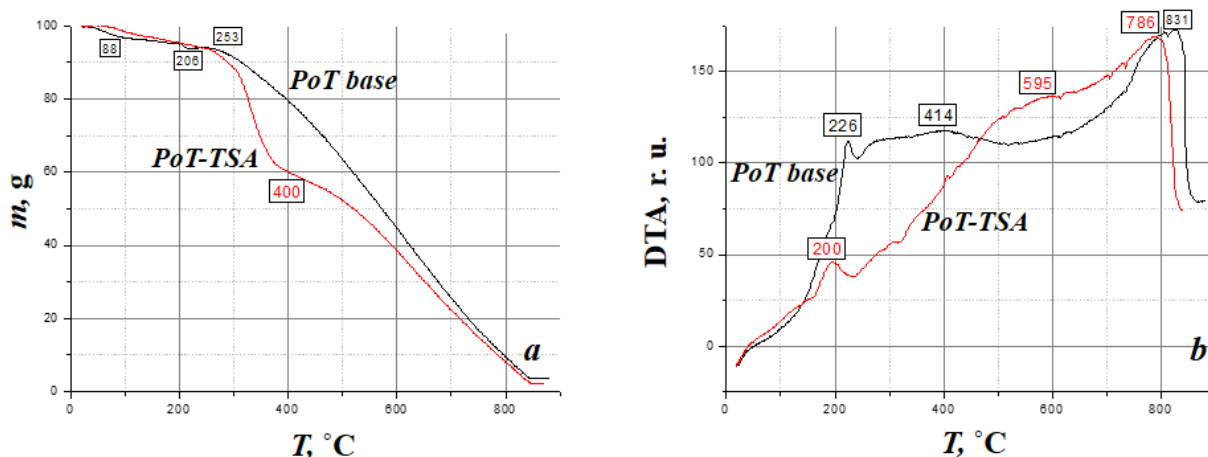 100
80
60
40
20
0
m, g
88
206
253
PoT base
PoT-TSA
400
a
0 200 400 600 800
T, ˚C
150
100
50
0
DTA, r. u.
786
831
595
226
414
PoT base
PoT-TSA
200
b
0 200 400 600 800
T, ˚C